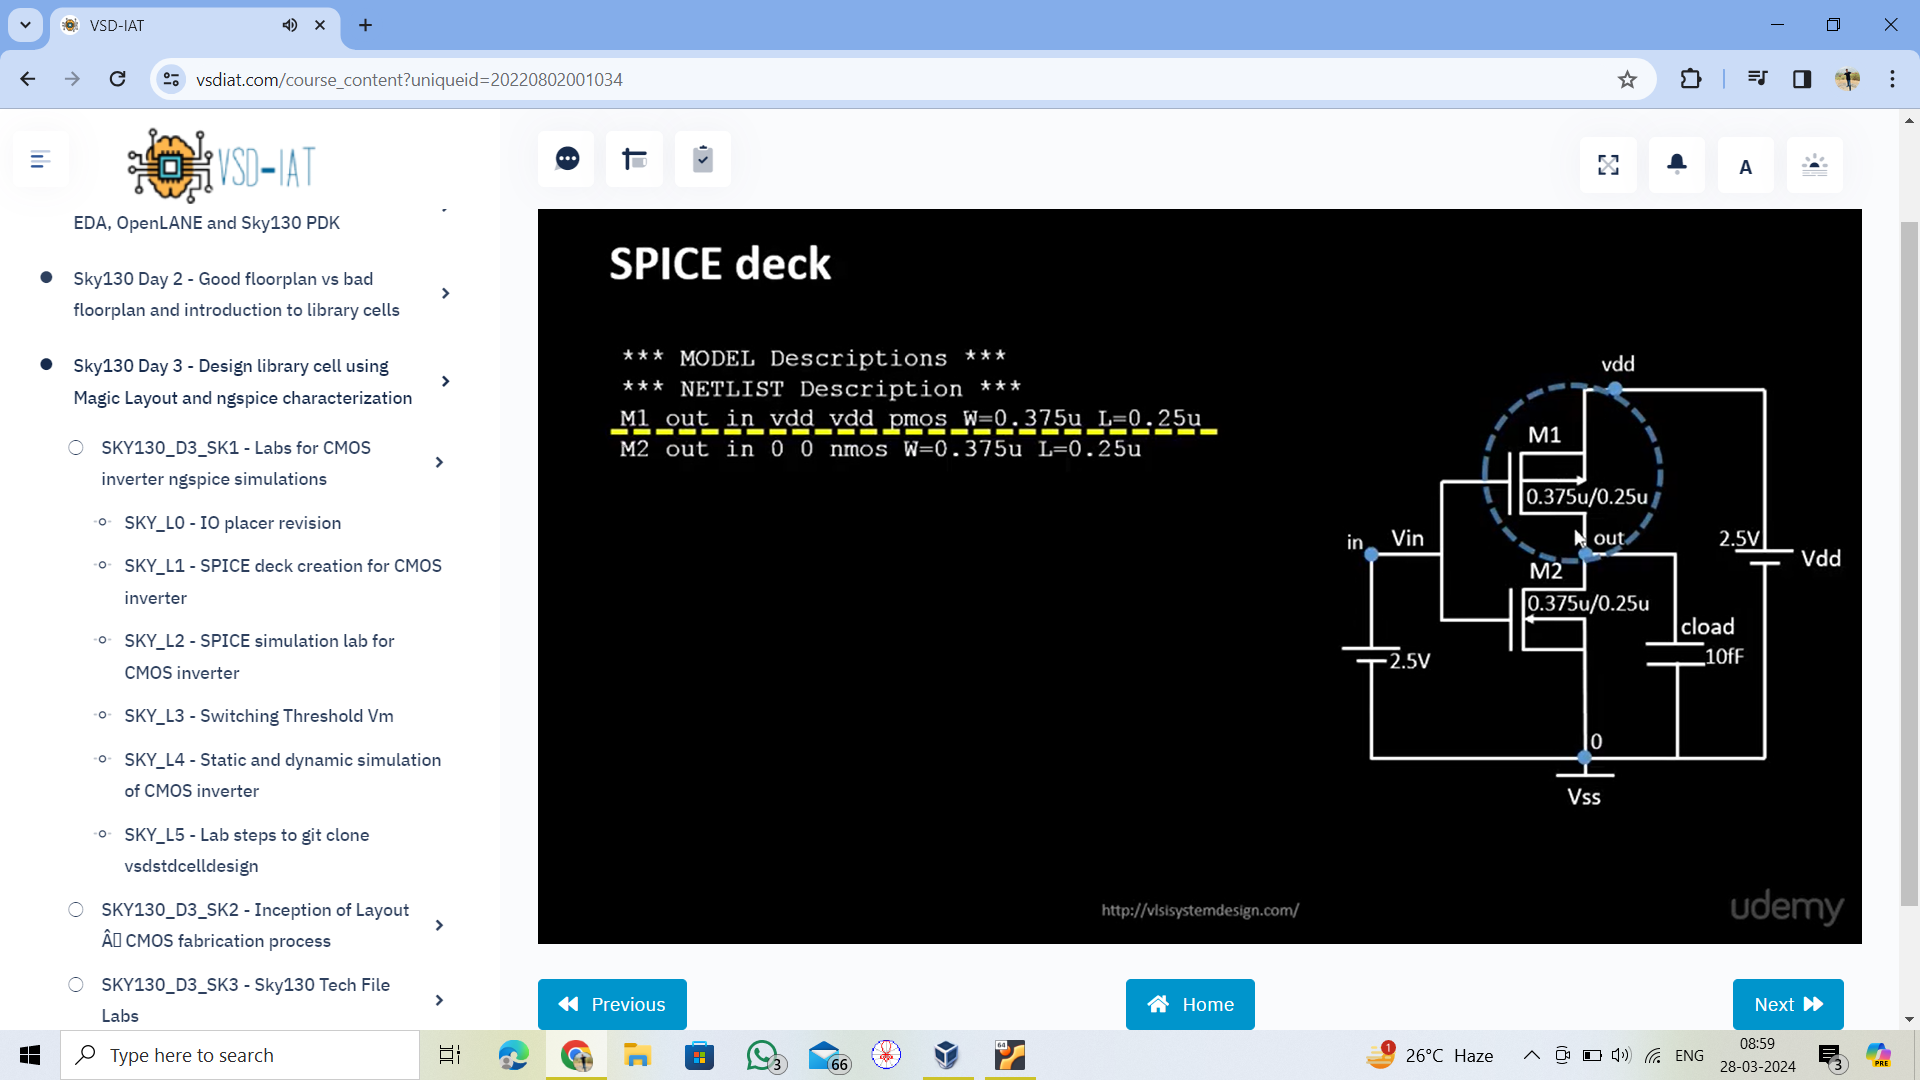 VSD-IAT
vsdiat.com/course_content?uniqueid=20220802001034
VSD-IAT
A
EDA, OpenLANE and Sky130 PDK
Sky130 Day 2 - Good floorplan vs bad
floorplan and introduction to library cells
Sky130 Day 3 - Design library cell using
Magic Layout and ngspice characterization
SKY130_D3_SK1 - Labs for CMOS
inverter ngspice simulations
SKY_L0 - IO placer revision
SKY_L1 - SPICE deck creation for CMOS
inverter
SKY_L2 - SPICE simulation lab for
CMOS inverter
SKY_L3 - Switching Threshold Vm
SKY_L4 - Static and dynamic simulation
of CMOS inverter
SKY_L5 - Lab steps to git clone
vsdstdcelldesign
SKY130_D3_SK2 - Inception of Layout
Â CMOS fabrication process
SKY130_D3_SK3 - Sky130 Tech File
Labs
SPICE deck
*** MODEL Descriptions ***
*** NETLIST Description ***
M1 out in vdd vdd pmos W=0.375u L=0.25u
M2 out in 0 0 nmos W=0.375u L=0.25u
vdd
M1
0.375u/0.25u
in
Vin
out
2.5V
Vdd
M2
0.375u/0.25u
cload
10fF
2.5V
0
Vss
http://vlsisystemdesign.com/
udemy
Previous
Home
Next
Type here to search
3
66
64
1
26°C Haze
ENG
08:59
28-03-2024
3
PRE